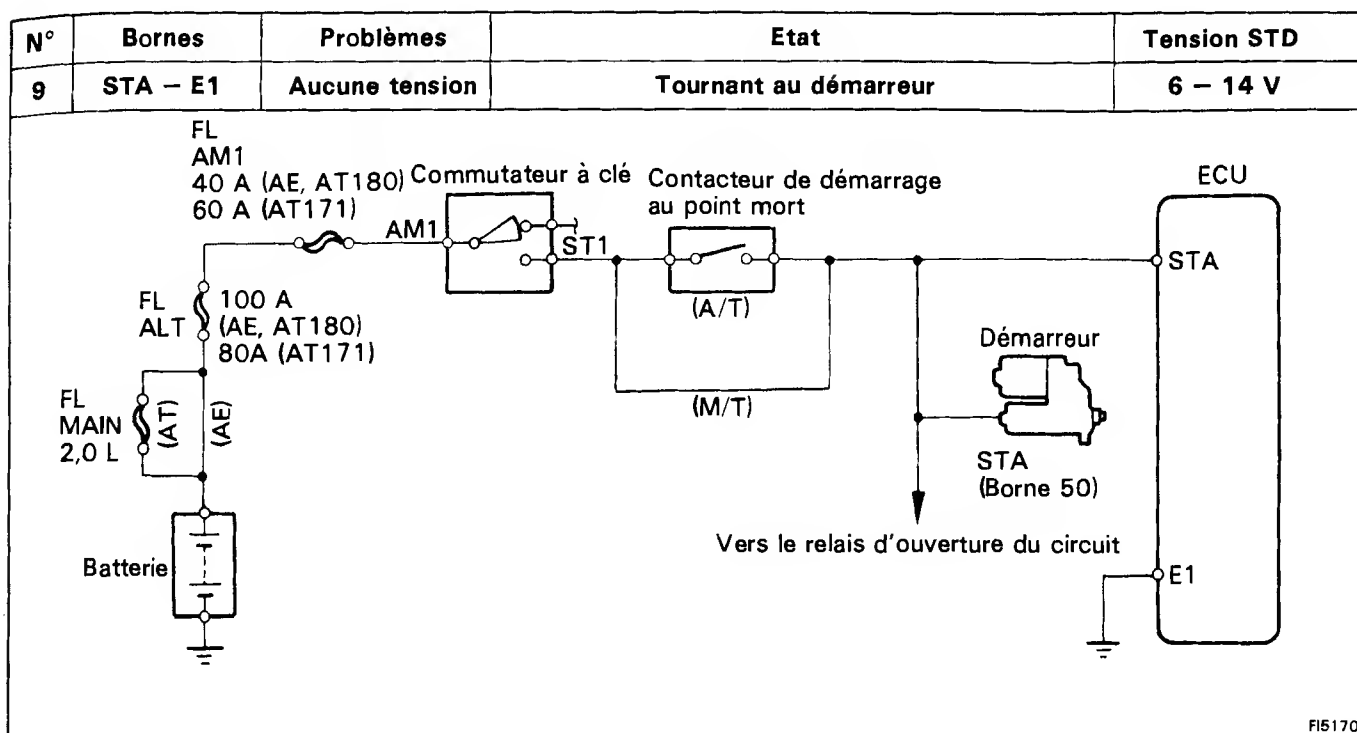 N° Bornes Problèmes Etat Tension STD
9 STA — E1 Aucune tension Tournant au démarreur 6 — 14 V
FL
AM1
40 A (AE, AT180)
60 A (AT171)
Commutateur à clé
Contacteur de démarrage
au point mort
ECU
AM1
ST1
STA
(A/T)
FL
ALT
100 A
(AE, AT180)
80A (AT171)
Démarreur
(M/T)
FL
MAIN
2,0 L
(AT)
(AE)
STA
(Borne 50)
Vers le relais d'ouverture du circuit
Batterie
E1
FI5170